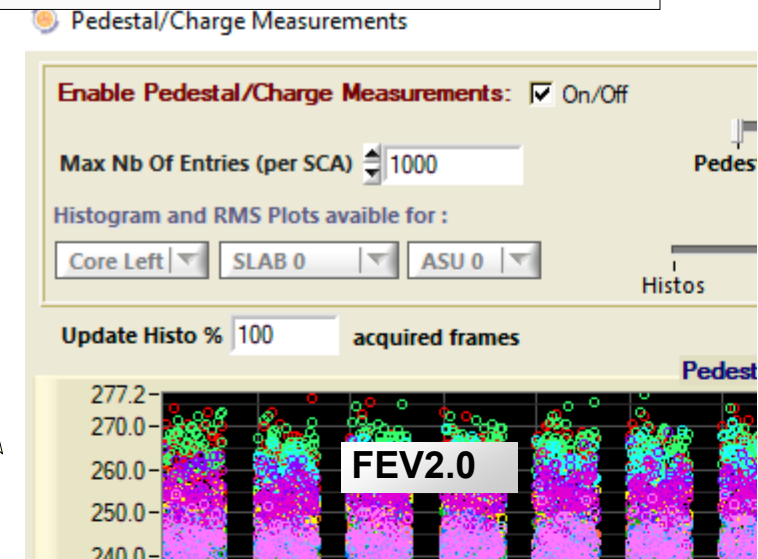 Pedestal/Charge Measurements
Enable Pedestal/Charge Measurements: On/Off
Max Nb Of Entries (per SCA) 1000
Pedest
Histogram and RMS Plots avaible for :
Core Left SLAB 0 ASU 0
Histos
Update Histo % 100 acquired frames
Pedest
277.2
270.0
260.0
250.0
240.0
FEV2.0